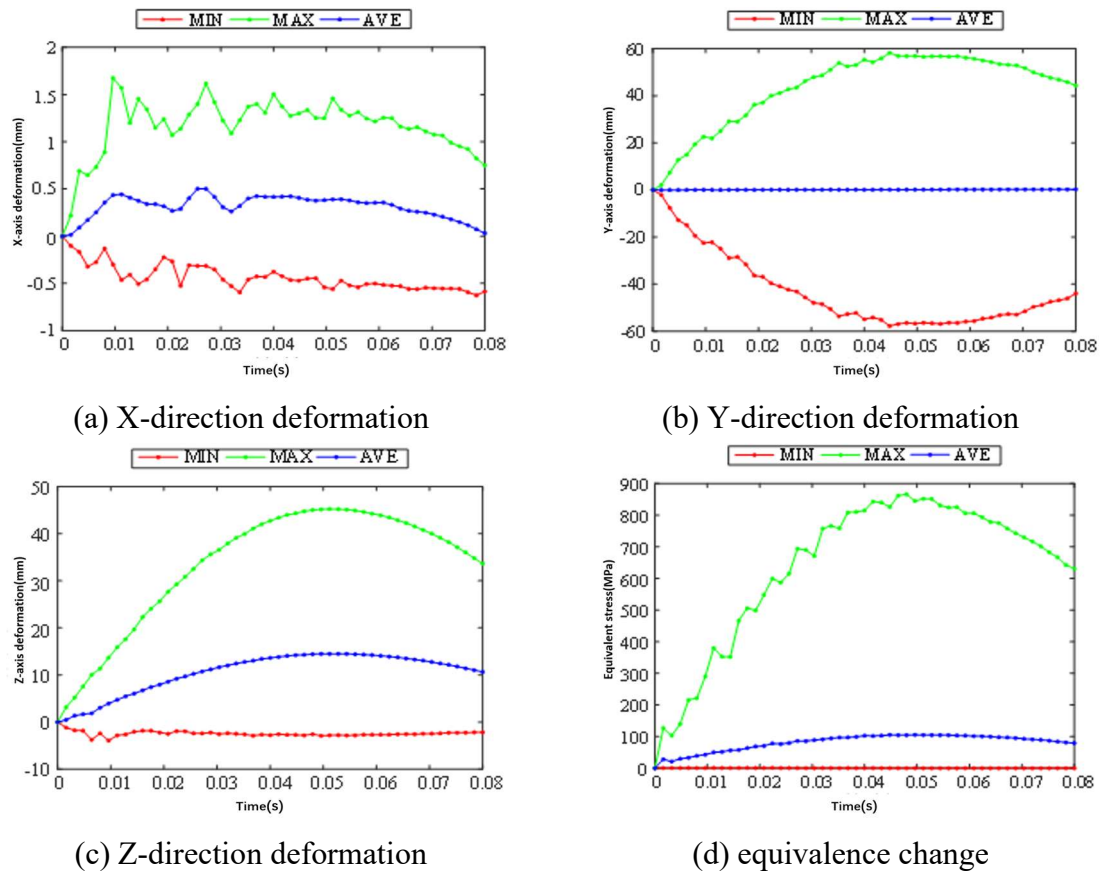 MIN MAX AVE
2
1.5
1
0.5
0
-0.5
-1
X-axis deformation(mm)
0 0.01 0.02 0.03 0.04 0.05 0.06 0.07 0.08
Time(s)
(a) X-direction deformation
MIN MAX AVE
60
40
20
0
-20
-40
-60
Y-axis deformation(mm)
0 0.01 0.02 0.03 0.04 0.05 0.06 0.07 0.08
Time(s)
(b) Y-direction deformation
MIN MAX AVE
50
40
30
20
10
0
-10
Z-axis deformation(mm)
0 0.01 0.02 0.03 0.04 0.05 0.06 0.07 0.08
Time(s)
(c) Z-direction deformation
MIN MAX AVE
900
800
700
600
500
400
300
200
100
0
Equivalent stress(MPa)
0 0.01 0.02 0.03 0.04 0.05 0.06 0.07 0.08
Time(s)
(d) equivalence change